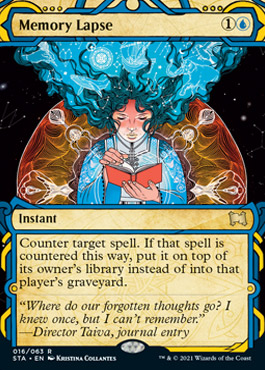 Memory Lapse 1
Instant
Counter target spell. If that spell is
countered this way, put it on top of
its owner's library instead of into that
player's graveyard.
“Where do our forgotten thoughts go? I
knew once, but I can't remember.”
—Director Taiva, journal entry
016/063 R
STA • EN KRISTINA COLLANTES
™ & © 2021 Wizards of the Coast